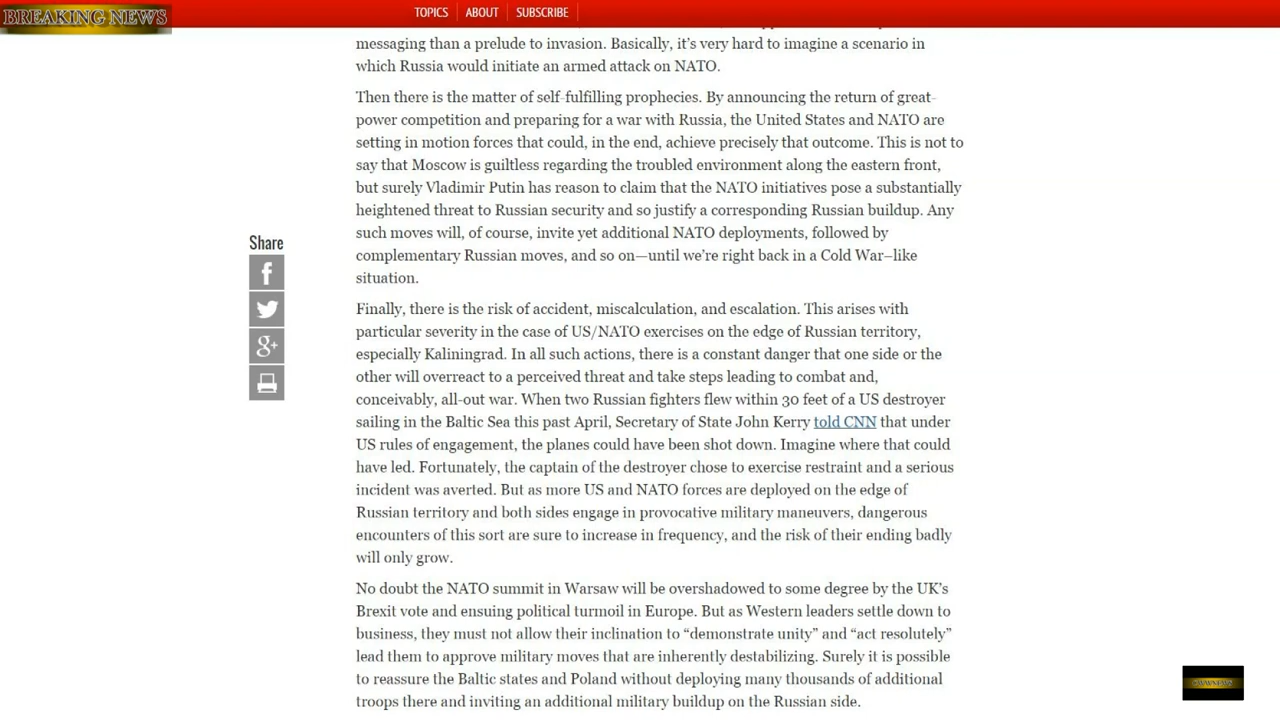 BREAKING NEWS
TOPICS
ABOUT
SUBSCRIBE
messaging than a prelude to invasion. Basically, it's very hard to imagine a scenario in
which Russia would initiate an armed attack on NATO.
Then there is the matter of self-fulfilling prophecies. By announcing the return of great-
power competition and preparing for a war with Russia, the United States and NATO are
setting in motion forces that could, in the end, achieve precisely that outcome. This is not to
say that Moscow is guiltless regarding the troubled environment along the eastern front,
but surely Vladimir Putin has reason to claim that the NATO initiatives pose a substantially
heightened threat to Russian security and so justify a corresponding Russian buildup. Any
such moves will, of course, invite yet additional NATO deployments, followed by
complementary Russian moves, and so on—until we're right back in a Cold War–like
situation.
Share
Finally, there is the risk of accident, miscalculation, and escalation. This arises with
particular severity in the case of US/NATO exercises on the edge of Russian territory,
especially Kaliningrad. In all such actions, there is a constant danger that one side or the
other will overreact to a perceived threat and take steps leading to combat and,
conceivably, all-out war. When two Russian fighters flew within 30 feet of a US destroyer
sailing in the Baltic Sea this past April, Secretary of State John Kerry told CNN that under
US rules of engagement, the planes could have been shot down. Imagine where that could
have led. Fortunately, the captain of the destroyer chose to exercise restraint and a serious
incident was averted. But as more US and NATO forces are deployed on the edge of
Russian territory and both sides engage in provocative military maneuvers, dangerous
encounters of this sort are sure to increase in frequency, and the risk of their ending badly
will only grow.
No doubt the NATO summit in Warsaw will be overshadowed to some degree by the UK's
Brexit vote and ensuing political turmoil in Europe. But as Western leaders settle down to
business, they must not allow their inclination to "demonstrate unity" and "act resolutely"
lead them to approve military moves that are inherently destabilizing. Surely it is possible
to reassure the Baltic states and Poland without deploying many thousands of additional
troops there and inviting an additional military buildup on the Russian side.